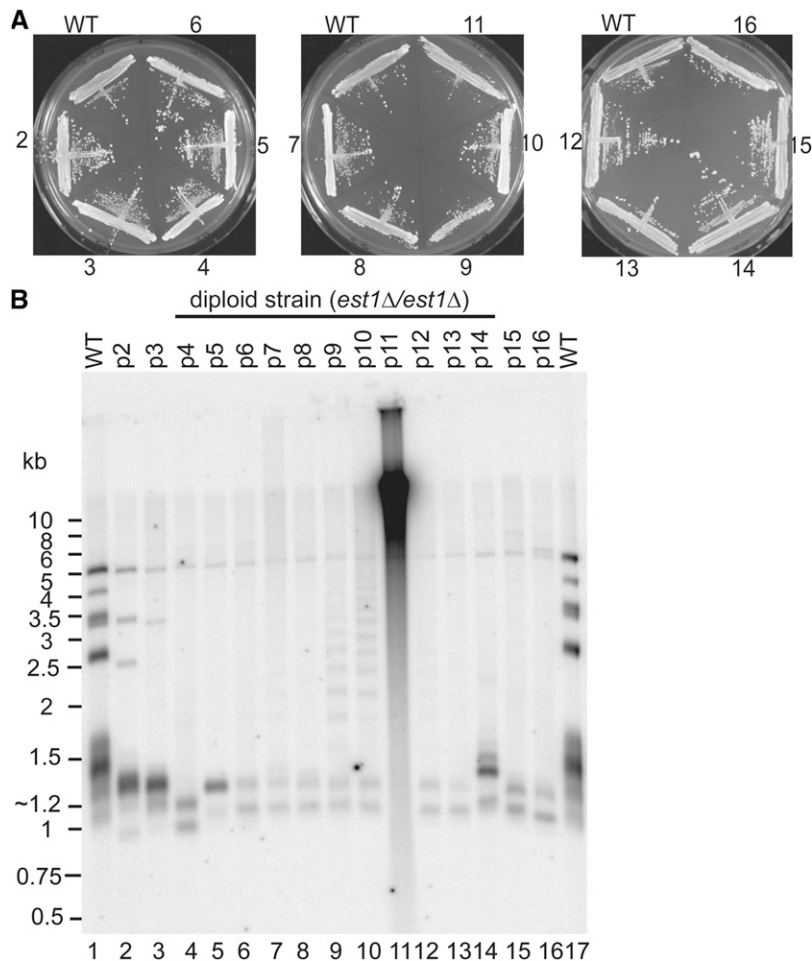 A
WT 6
2 5
3 4
WT 11
7 10
8 9
WT 16
12 15
13 14
B
diploid strain (est1Δ/est1Δ)
WT p2 p3 p4 p5 p6 p7 p8 p9 p10 p11 p12 p13 p14 p15 p16 WT
kb
10
8
6
5
4
3.5
3
2.5
2
1.5
~1.2
1
0.75
0.5
1 2 3 4 5 6 7 8 9 10 11 12 13 14 15 16 17